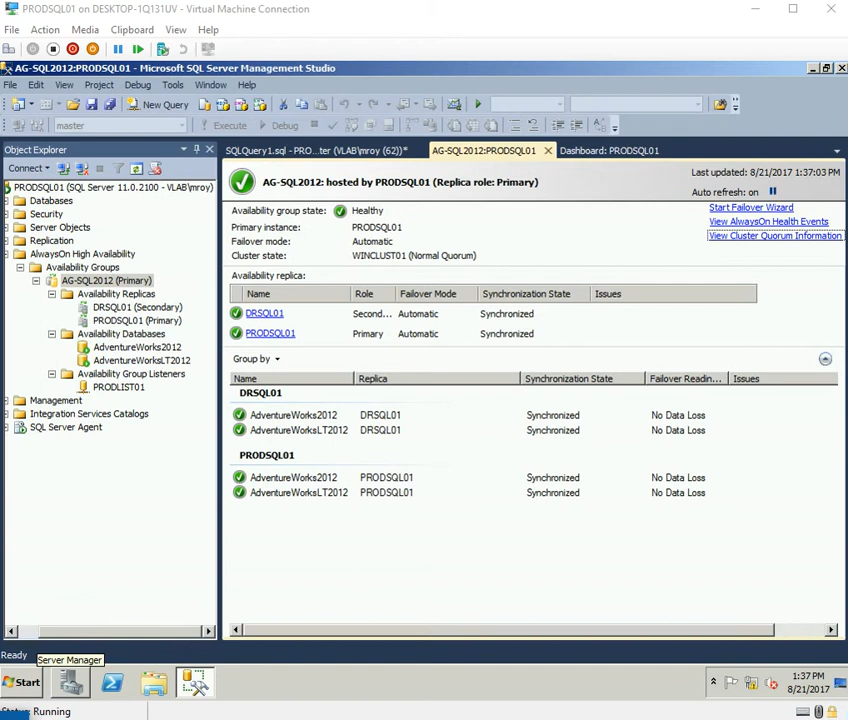 PRODSQL01 on DESKTOP-1Q131UV - Virtual Machine Connection
File Action Media Clipboard View Help
AG-SQL2012:PRODSQL01 - Microsoft SQL Server Management Studio
File Edit View Project Debug Tools Window Help
New Query
master Execute Debug
Object Explorer
SQLQuery1.sql - PRO...ter (VLAB\mroy (62))* AG-SQL2012:PRODSQL01 Dashboard: PRODSQL01
Connect
PRODSQL01 (SQL Server 11.0.2100 - VLAB\mroy)
Databases
Security
Server Objects
Replication
AlwaysOn High Availability
Availability Groups
AG-SQL2012 (Primary)
Availability Replicas
DRSQL01 (Secondary)
PRODSQL01 (Primary)
Availability Databases
AdventureWorks2012
AdventureWorksLT2012
Availability Group Listeners
PRODLIST01
Management
Integration Services Catalogs
SQL Server Agent
AG-SQL2012: hosted by PRODSQL01 (Replica role: Primary)
Last updated: 8/21/2017 1:37:03 PM
Auto refresh: on
Start Failover Wizard
View AlwaysOn Health Events
View Cluster Quorum Information
Availability group state: Healthy
Primary instance: PRODSQL01
Failover mode: Automatic
Cluster state: WINCLUST01 (Normal Quorum)
Availability replica:
Name Role Failover Mode Synchronization State Issues
DRSQL01 Second... Automatic Synchronized
PRODSQL01 Primary Automatic Synchronized
Group by
Name Replica Synchronization State Failover Readin... Issues
DRSQL01
AdventureWorks2012 DRSQL01 Synchronized No Data Loss
AdventureWorksLT2012 DRSQL01 Synchronized No Data Loss
PRODSQL01
AdventureWorks2012 PRODSQL01 Synchronized No Data Loss
AdventureWorksLT2012 PRODSQL01 Synchronized No Data Loss
Ready
Server Manager
Start
1:37 PM
8/21/2017
Status: Running